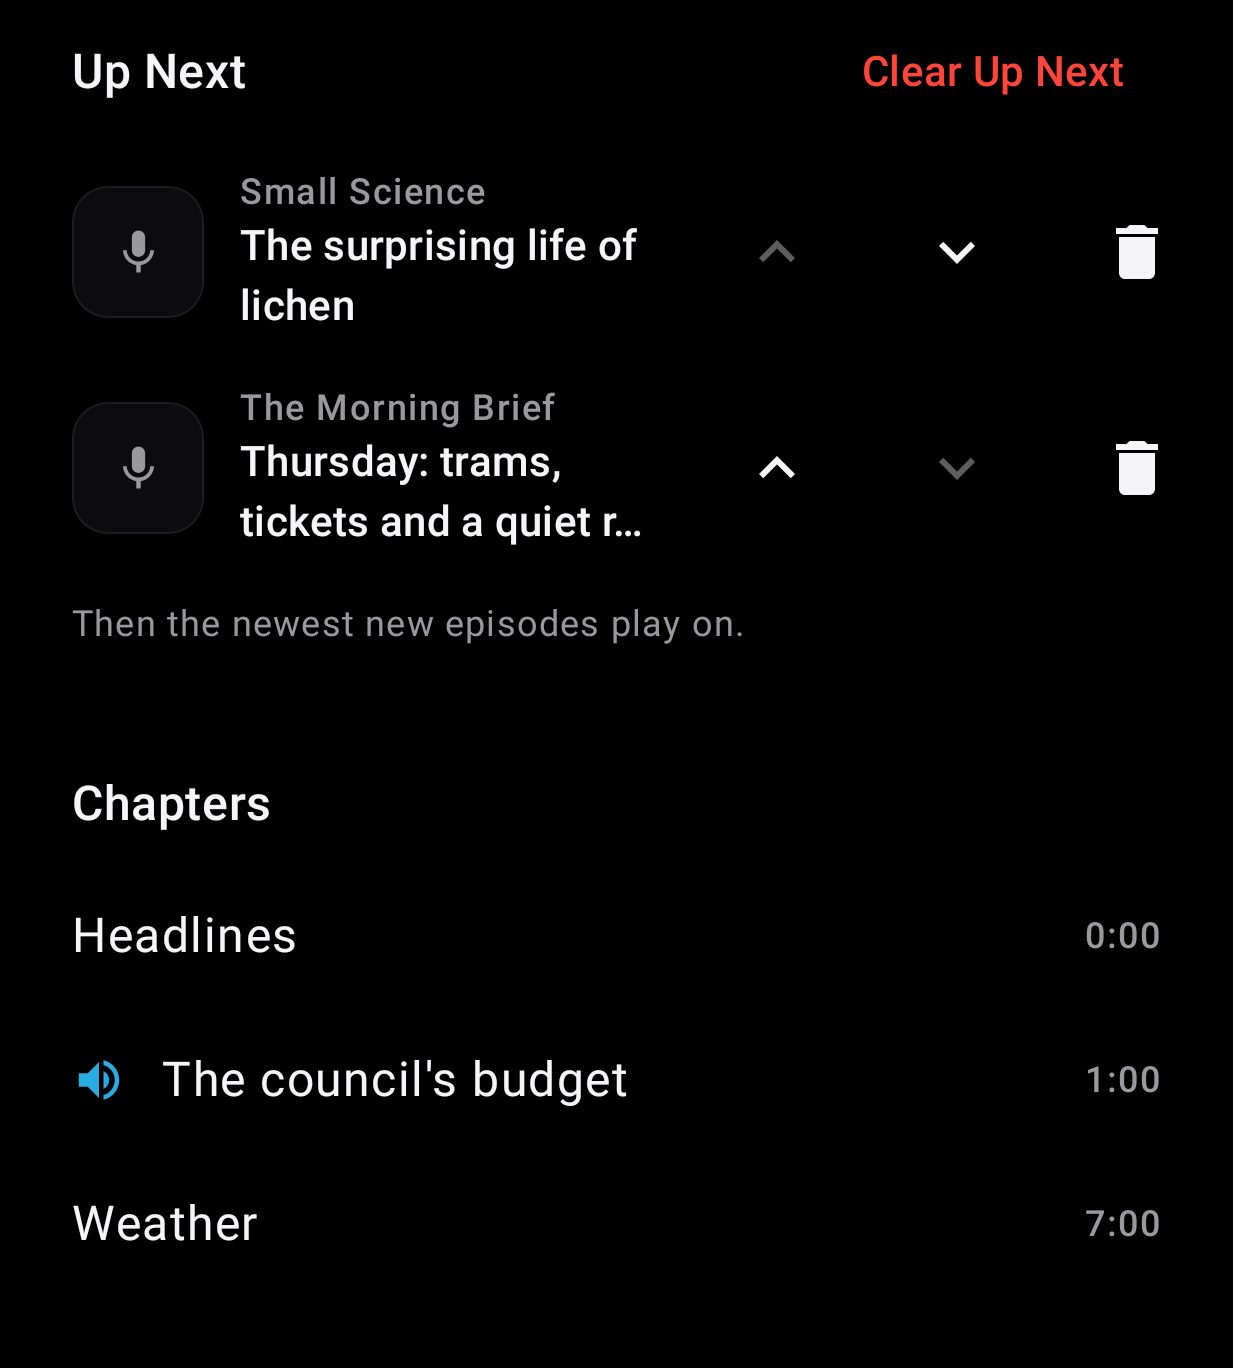 Up Next
Clear Up Next
Small Science
The surprising life of
lichen
The Morning Brief
Thursday: trams,
tickets and a quiet r…
Then the newest new episodes play on.
Chapters
Headlines
0:00
The council's budget
1:00
Weather
7:00